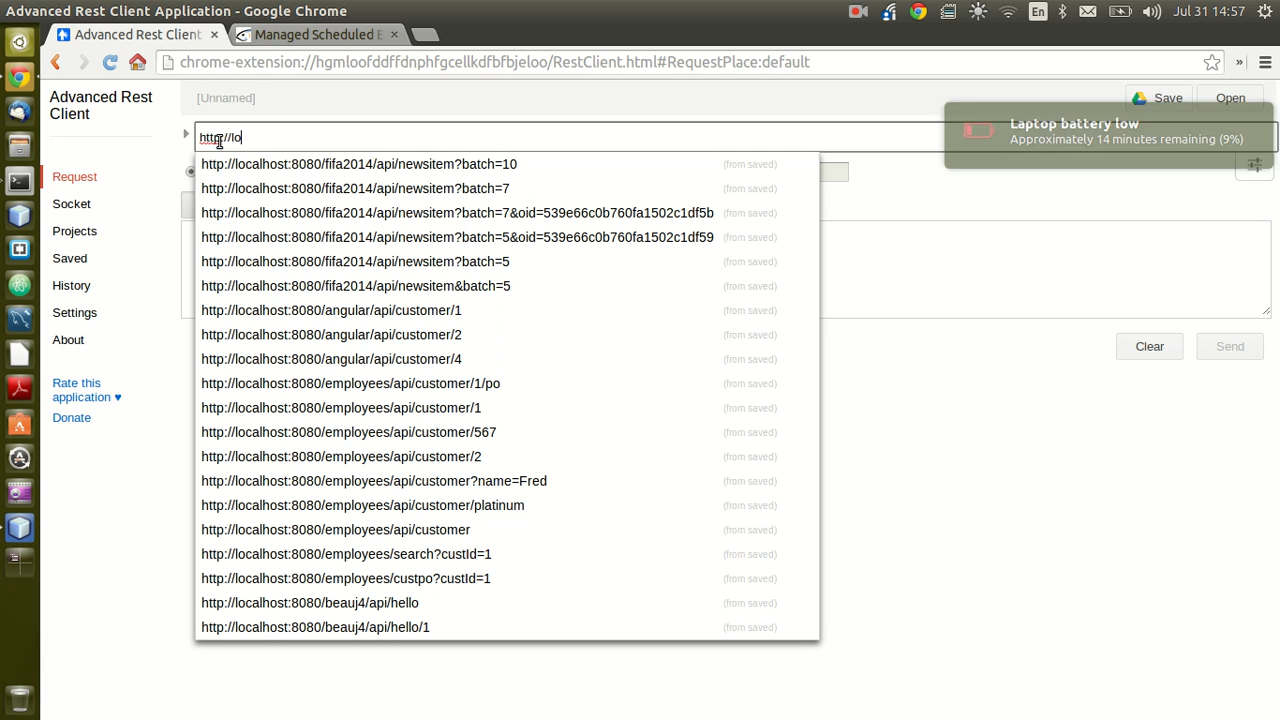 Advanced Rest Client Application - Google Chrome
En
Jul 31 14:57
Advanced Rest Client
Managed Scheduled E
chrome-extension://hgmloofddffdnphfgcellkdfbfbjeloo/RestClient.html#RequestPlace:default
Advanced Rest
Client
[Unnamed]
Save
Open
http://lo
Laptop battery low
Approximately 14 minutes remaining (9%)
http://localhost:8080/fifa2014/api/newsitem?batch=10 (from saved)
http://localhost:8080/fifa2014/api/newsitem?batch=7 (from saved)
http://localhost:8080/fifa2014/api/newsitem?batch=7&oid=539e66c0b760fa1502c1df5b (from saved)
http://localhost:8080/fifa2014/api/newsitem?batch=5&oid=539e66c0b760fa1502c1df59 (from saved)
http://localhost:8080/fifa2014/api/newsitem?batch=5 (from saved)
http://localhost:8080/fifa2014/api/newsitem&batch=5 (from saved)
http://localhost:8080/angular/api/customer/1 (from saved)
http://localhost:8080/angular/api/customer/2 (from saved)
http://localhost:8080/angular/api/customer/4 (from saved)
http://localhost:8080/employees/api/customer/1/po (from saved)
http://localhost:8080/employees/api/customer/1 (from saved)
http://localhost:8080/employees/api/customer/567 (from saved)
http://localhost:8080/employees/api/customer/2 (from saved)
http://localhost:8080/employees/api/customer?name=Fred (from saved)
http://localhost:8080/employees/api/customer/platinum (from saved)
http://localhost:8080/employees/api/customer (from saved)
http://localhost:8080/employees/search?custId=1 (from saved)
http://localhost:8080/employees/custpo?custId=1 (from saved)
http://localhost:8080/beauj4/api/hello (from saved)
http://localhost:8080/beauj4/api/hello/1 (from saved)
Request
Socket
Projects
Saved
History
Settings
About
Rate this
application ♥
Donate
Clear
Send